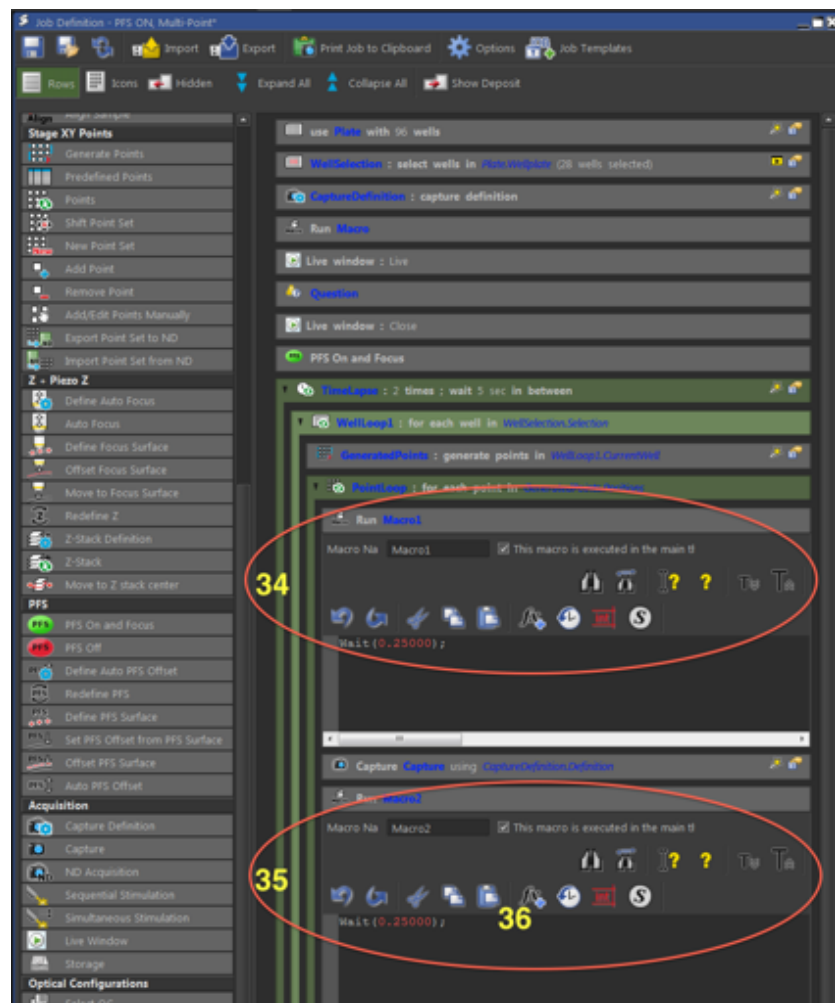 Job Definition - PFS ON, Multi-Point*
Import Export Print Job to Clipboard Options Job Templates
Rows Icons Hidden Expand All Collapse All Show Deposit
Align Align Sample
Stage XY Points
Generate Points
Predefined Points
Points
Shift Point Set
New Point Set
Add Point
Remove Point
Add/Edit Points Manually
Export Point Set to ND
Import Point Set from ND
Z + Piezo Z
Define Auto Focus
Auto Focus
Define Focus Surface
Offset Focus Surface
Move to Focus Surface
Redefine Z
Z-Stack Definition
Z-Stack
Move to Z stack center
PFS
PFS On and Focus
PFS Off
Define Auto PFS Offset
Redefine PFS
Define PFS Surface
Set PFS Offset from PFS Surface
Offset PFS Surface
Auto PFS Offset
Acquisition
Capture Definition
Capture
ND Acquisition
Sequential Stimulation
Simultaneous Stimulation
Live Window
Storage
Optical Configurations
Select OC
use Plate with 96 wells
WellSelection : select wells in Plate.Wellplate (28 wells selected)
CaptureDefinition : capture definition
Run Macro
Live window : Live
Question
Live window : Close
PFS On and Focus
TimeLapse : 2 times ; wait 5 sec in between
WellLoop1 : for each well in WellSelection.Selection
GeneratedPoints : generate points in WellLoop1.CurrentWell
PointLoop : for each point in GeneratedPoints.Positions
Run Macro1
Macro Na Macro1 This macro is executed in the main tl
34
Wait(0.25000);
Capture Capture using CaptureDefinition.Definition
Run Macro2
Macro Na Macro2 This macro is executed in the main tl
35
36
Wait(0.25000);